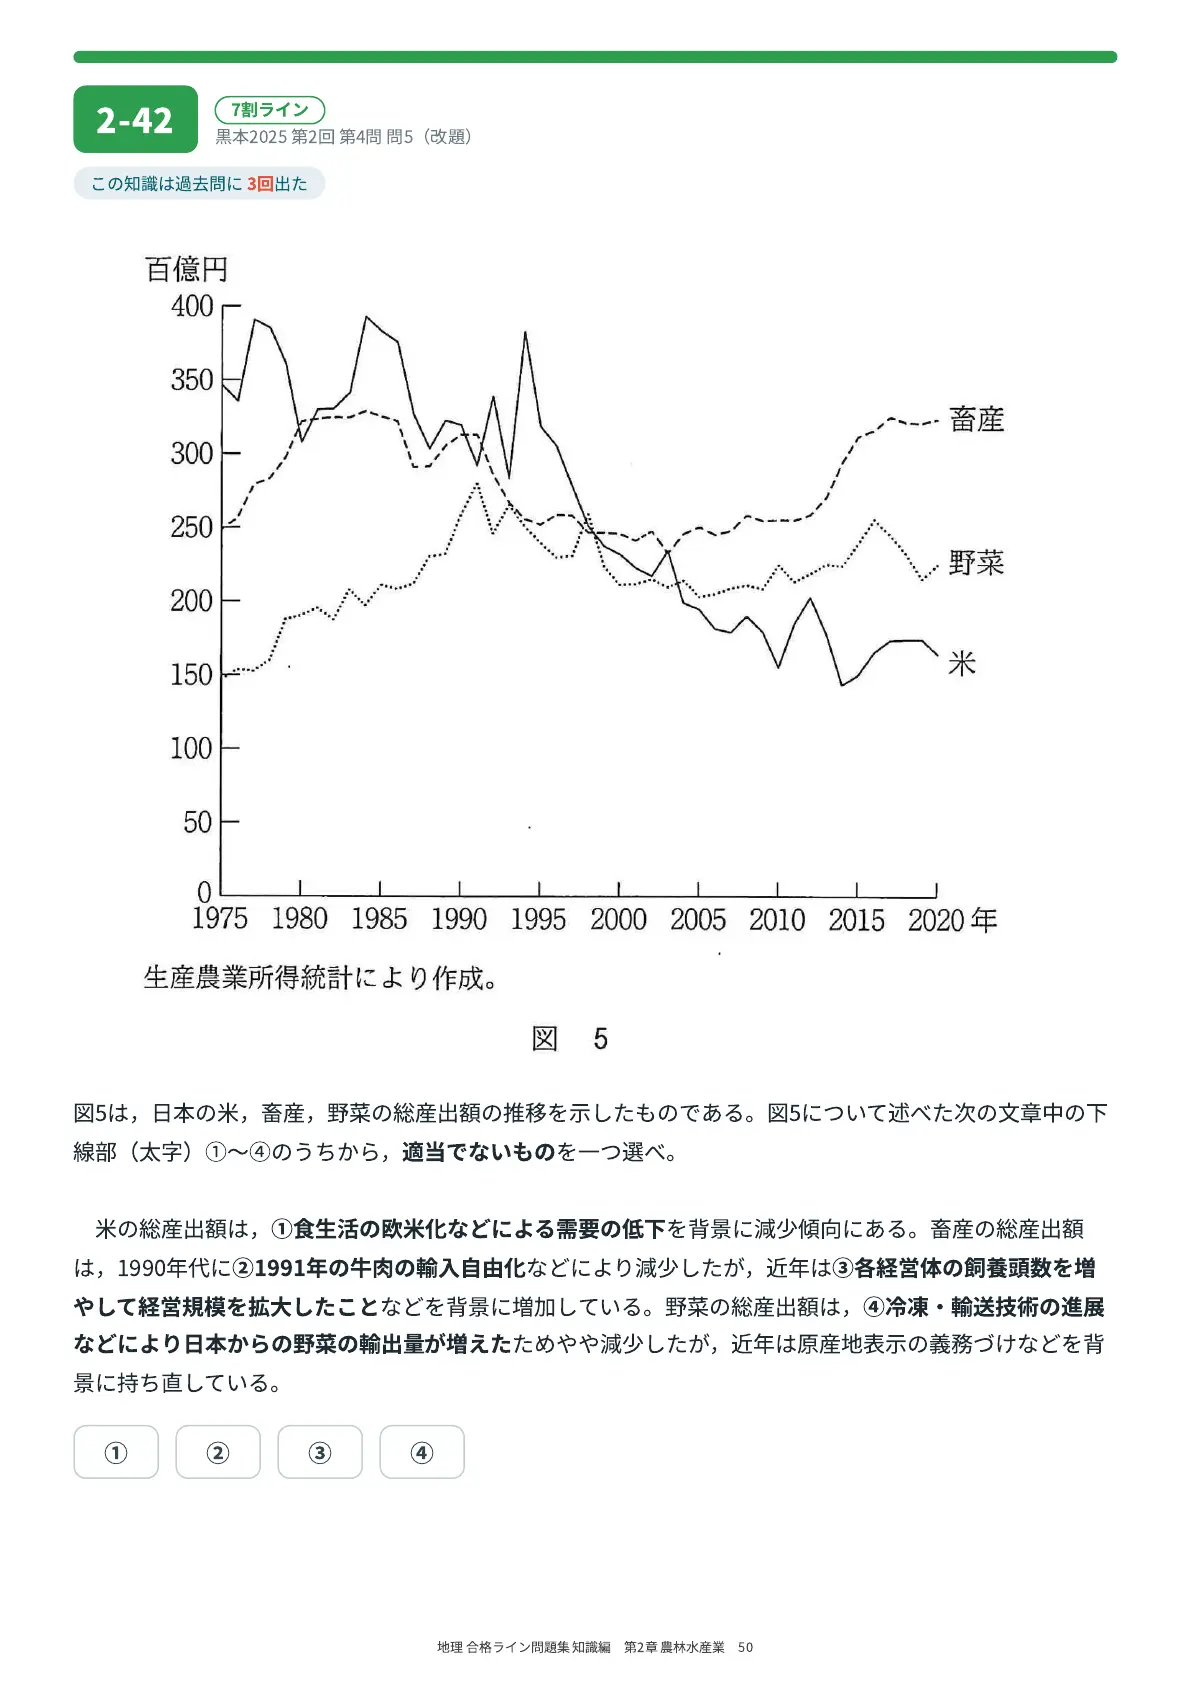 2-42
7割ライン
黒本2025 第2回 第4問 問5（改題）
この知識は過去問に 3回出た
百億円
400
350
300
250
200
150
100
50
0
畜産
野菜
米
1975 1980 1985 1990 1995 2000 2005 2010 2015 2020 年
生産農業所得統計により作成。
図 5
図5は，日本の米，畜産，野菜の総産出額の推移を示したものである。図5について述べた次の文章中の下
線部（太字）①〜④のうちから，適当でないものを一つ選べ。
米の総産出額は，①食生活の欧米化などによる需要の低下を背景に減少傾向にある。畜産の総産出額
は，1990年代に②1991年の牛肉の輸入自由化などにより減少したが，近年は③各経営体の飼養頭数を増
やして経営規模を拡大したことなどを背景に増加している。野菜の総産出額は，④冷凍・輸送技術の進展
などにより日本からの野菜の輸出量が増えたためやや減少したが，近年は原産地表示の義務づけなどを背
景に持ち直している。
① ② ③ ④
地理 合格ライン問題集 知識編 第2章 農林水産業 50